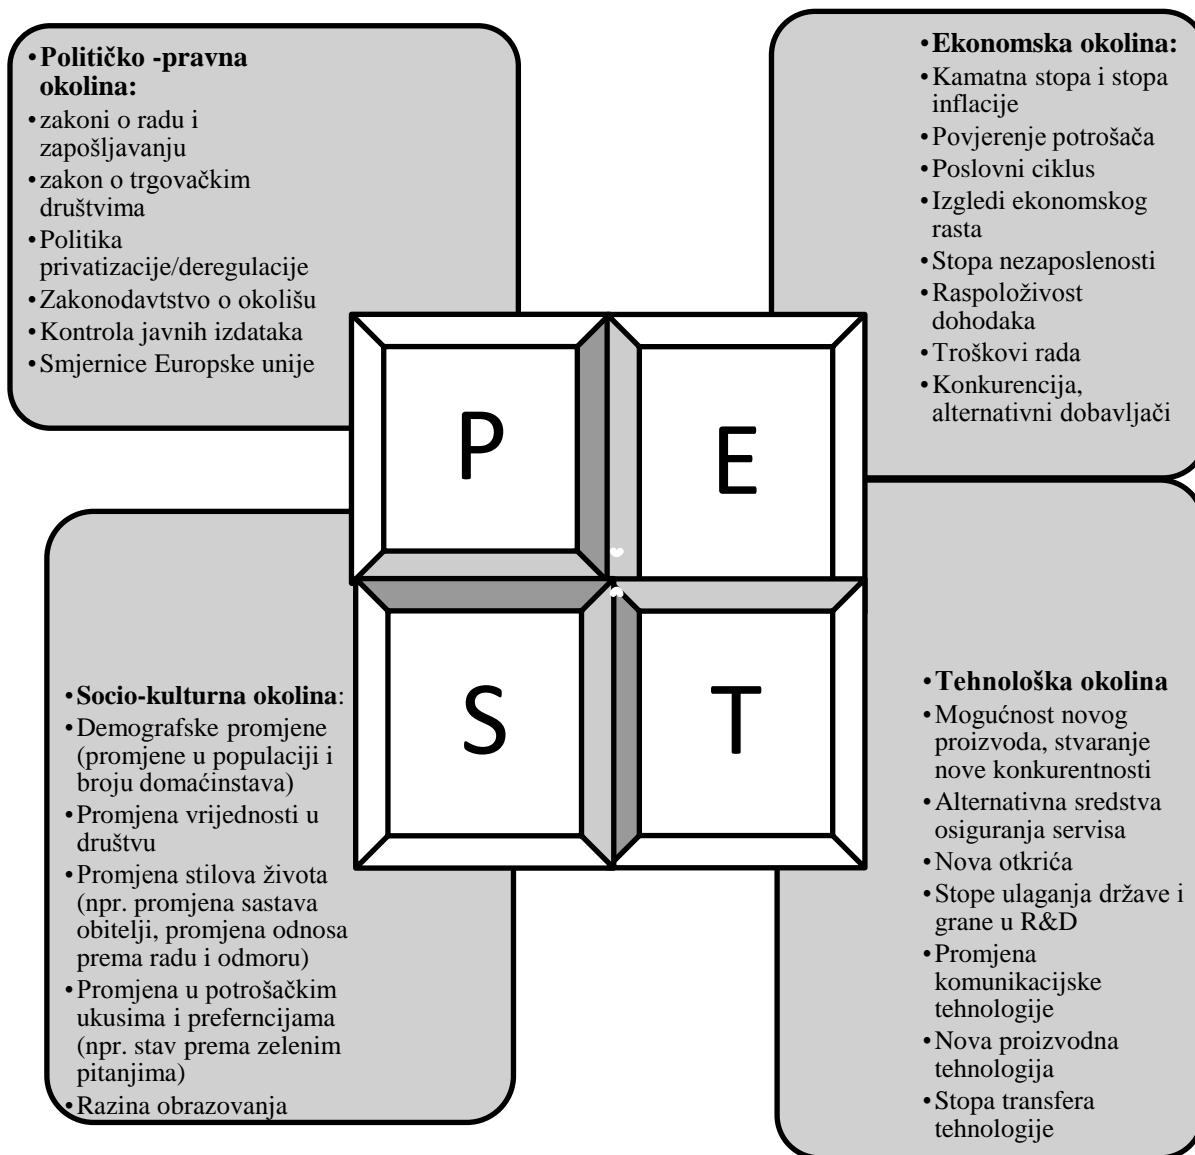 •Političko -pravna
okolina:
•zakoni o radu i
zapošljavanju
•zakon o trgovačkim
društvima
•Politika
privatizacije/deregulacije
•Zakonodavtstvo o okolišu
•Kontrola javnih izdataka
•Smjernice Europske unije
•Ekonomska okolina:
•Kamatna stopa i stopa
inflacije
•Povjerenje potrošača
•Poslovni ciklus
•Izgledi ekonomskog
rasta
•Stopa nezaposlenosti
•Raspoloživost
dohodaka
•Troškovi rada
•Konkurencija,
alternativni dobavljači
P
E
S
T
•Socio-kulturna okolina:
•Demografske promjene
(promjene u populaciji i
broju domaćinstava)
•Promjena vrijednosti u
društvu
•Promjena stilova života
(npr. promjena sastava
obitelji, promjena odnosa
prema radu i odmoru)
•Promjena u potrošačkim
ukusima i preferncijama
(npr. stav prema zelenim
pitanjima)
•Razina obrazovanja
•Tehnološka okolina
•Mogućnost novog
proizvoda, stvaranje
nove konkurentnosti
•Alternativna sredstva
osiguranja servisa
•Nova otkrića
•Stope ulaganja države i
grane u R&D
•Promjena
komunikacijske
tehnologije
•Nova proizvodna
tehnologija
•Stopa transfera
tehnologije